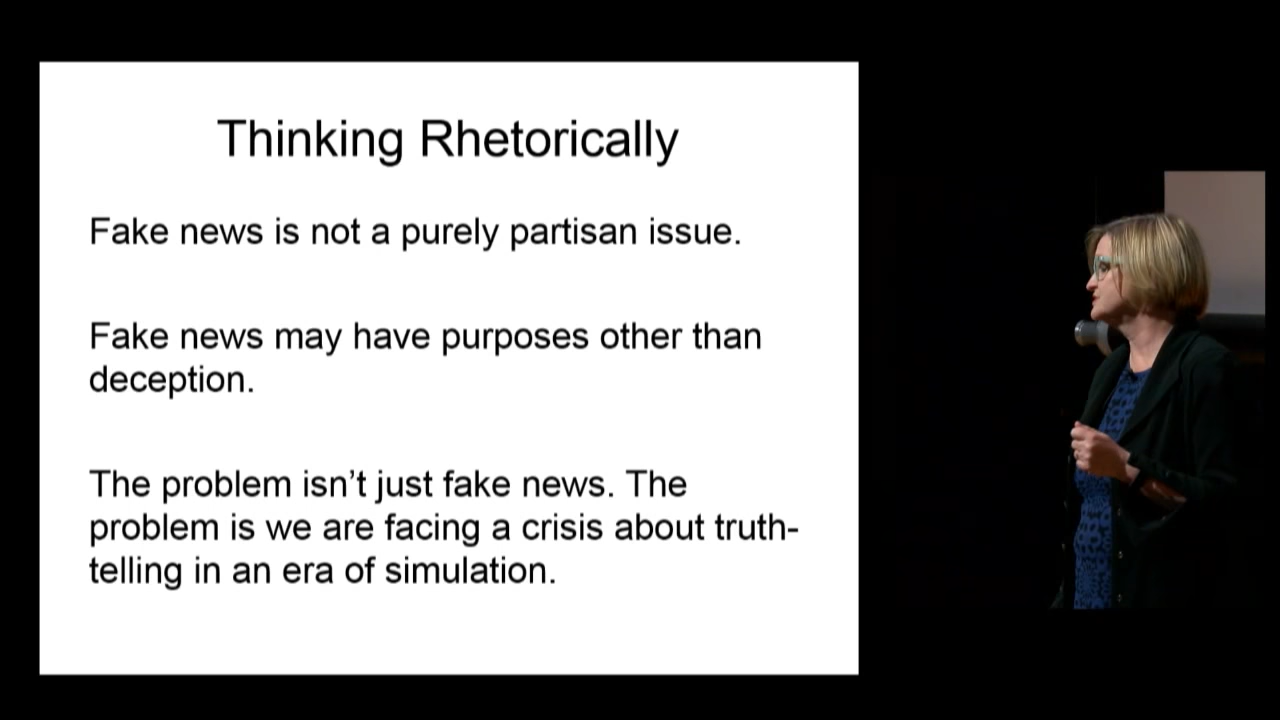 Thinking Rhetorically
Fake news is not a purely partisan issue.
Fake news may have purposes other than
deception.
The problem isn’t just fake news. The
problem is we are facing a crisis about truth-
telling in an era of simulation.